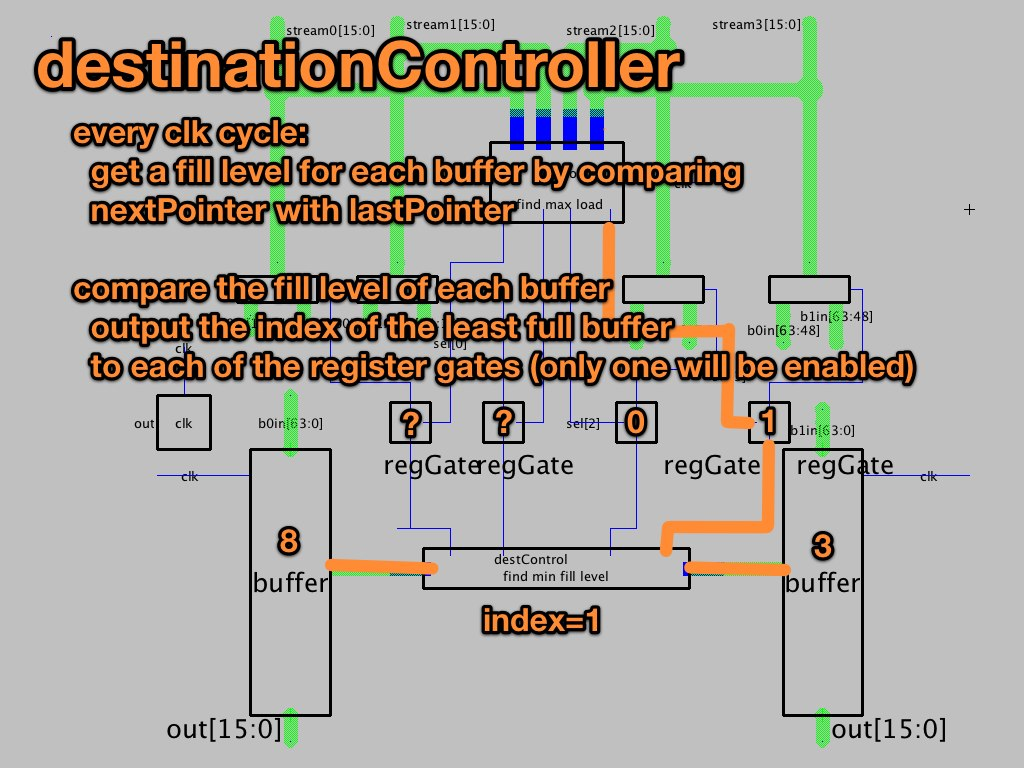 stream0[15:0] stream1[15:0] stream2[15:0] stream3[15:0]
destinationController
every clk cycle:
get a fill level for each buffer by comparing
clk
nextPointer with lastPointer
find max load
compare the fill level of each buffer
b1in[63:48]
output the index of the least full buffer
b0in[63:48]
sel[0]
clk
to each of the register gates (only one will be enabled)
out clk b0in[63:0] ? ? sel[2] 0 1 b1in[63:0]
regGate regGate regGate regGate
clk clk
8 3
destControl
find min fill level
buffer buffer
index=1
out[15:0] out[15:0]